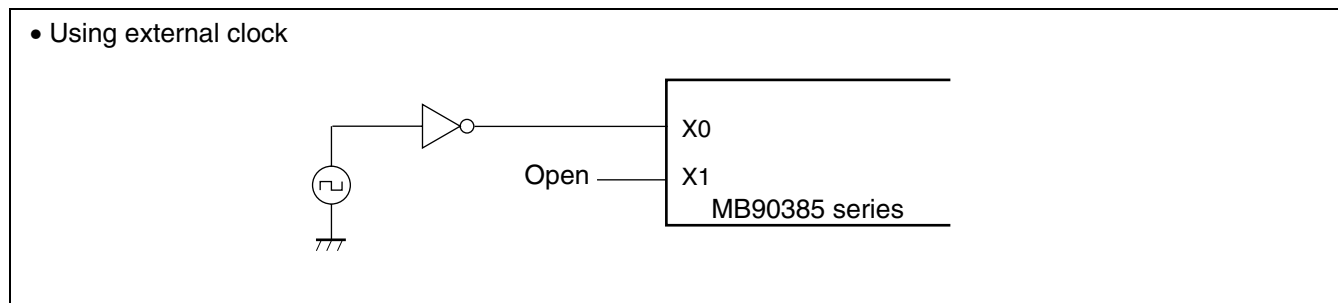 • Using external clock
X0
Open
X1
MB90385 series